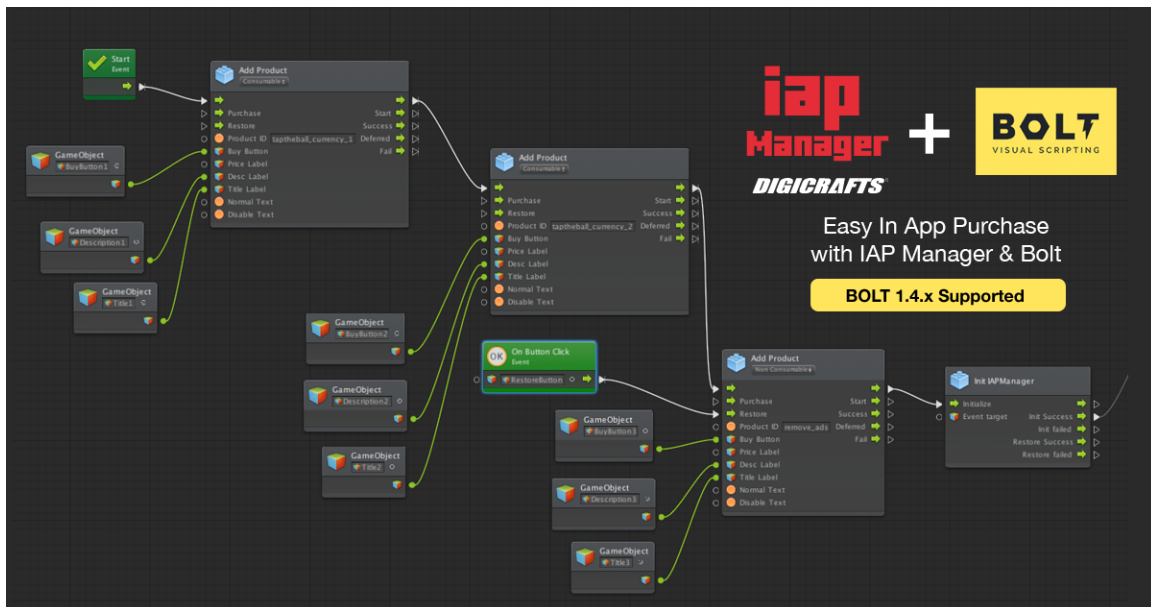 Start
Event
Add Product
Consumable
Purchase
Start
Restore
Success
Product ID
taptheball_currency_1
Deferred
Buy Button
Fail
Price Label
Desc Label
Title Label
Normal Text
Disable Text
GameObject
BuyButton1
GameObject
Description1
GameObject
Title1
Add Product
Consumable
Purchase
Start
Restore
Success
Product ID
taptheball_currency_2
Deferred
Buy Button
Fail
Price Label
Desc Label
Title Label
Normal Text
Disable Text
GameObject
BuyButton2
GameObject
Description2
GameObject
Title2
OK
On Button Click
Event
RestoreButton
Add Product
Non Consumable
Purchase
Start
Restore
Success
Product ID
remove_ads
Deferred
Buy Button
Fail
Price Label
Desc Label
Title Label
Normal Text
Disable Text
GameObject
BuyButton3
GameObject
Description3
GameObject
Title3
Init IAPManager
Initialize
Event target
Init Success
Init failed
Restore Success
Restore failed
iap
Manager
DIGICRAFTS
+
BOLT
VISUAL SCRIPTING
Easy In App Purchase
with IAP Manager & Bolt
BOLT 1.4.x Supported